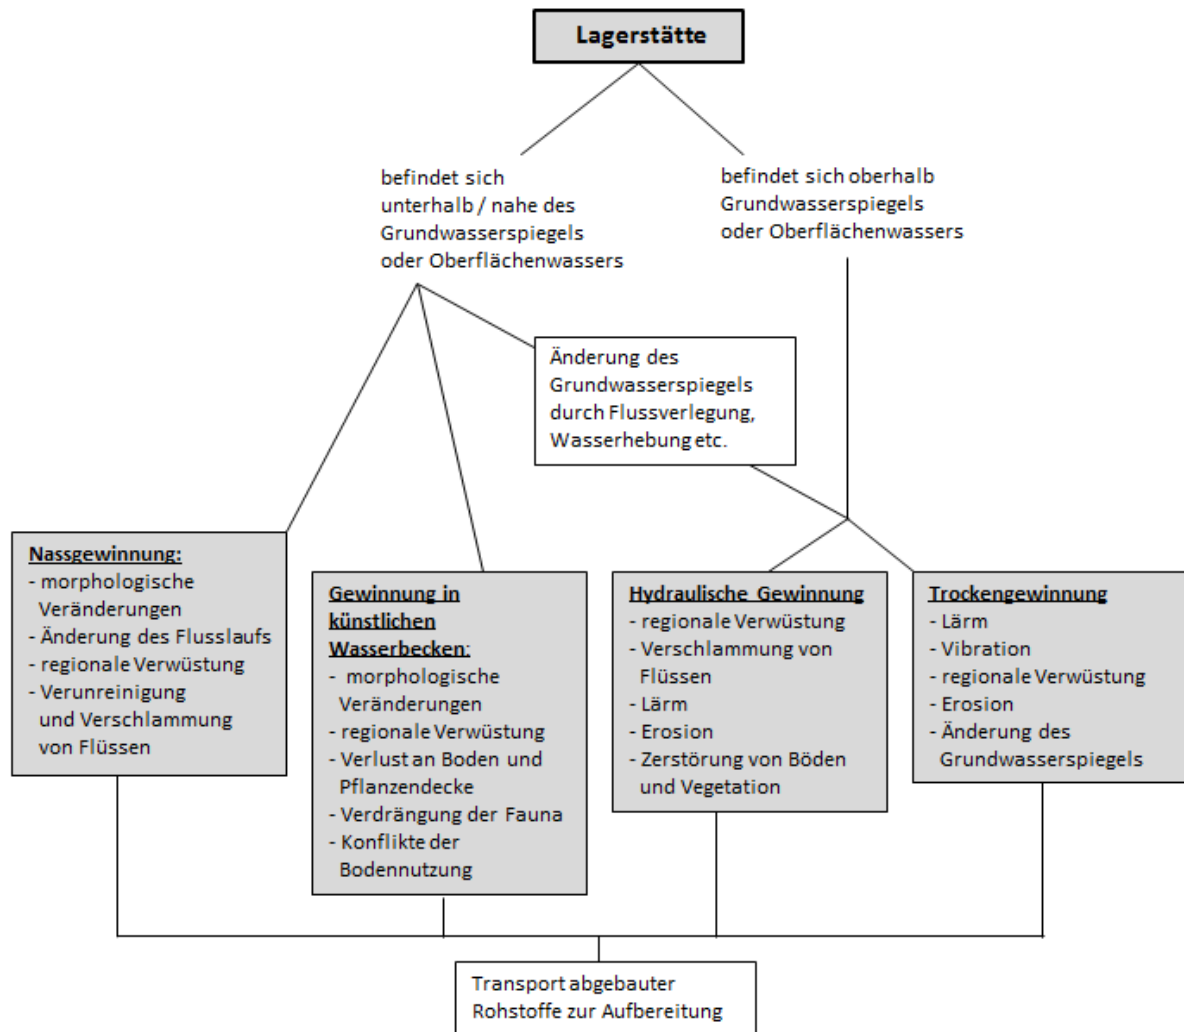 Lagerstätte
befindet sich
unterhalb / nahe des
Grundwasserspiegels
oder Oberflächenwassers
befindet sich oberhalb
Grundwasserspiegels
oder Oberflächenwassers
Änderung des
Grundwasserspiegels
durch Flussverlegung,
Wasserhebung etc.
Nassgewinnung:
- morphologische
Veränderungen
- Änderung des Flusslaufs
- regionale Verwüstung
- Verunreinigung
und Verschlammung
von Flüssen
Gewinnung in
künstlichen
Wasserbecken:
- morphologische
Veränderungen
- regionale Verwüstung
- Verlust an Boden und
Pflanzendecke
- Verdrängung der Fauna
- Konflikte der
Bodennutzung
Hydraulische Gewinnung
- regionale Verwüstung
- Verschlammung von
Flüssen
- Lärm
- Erosion
- Zerstörung von Böden
und Vegetation
Trockengewinnung
- Lärm
- Vibration
- regionale Verwüstung
- Erosion
- Änderung des
Grundwasserspiegels
Transport abgebauter
Rohstoffe zur Aufbereitung